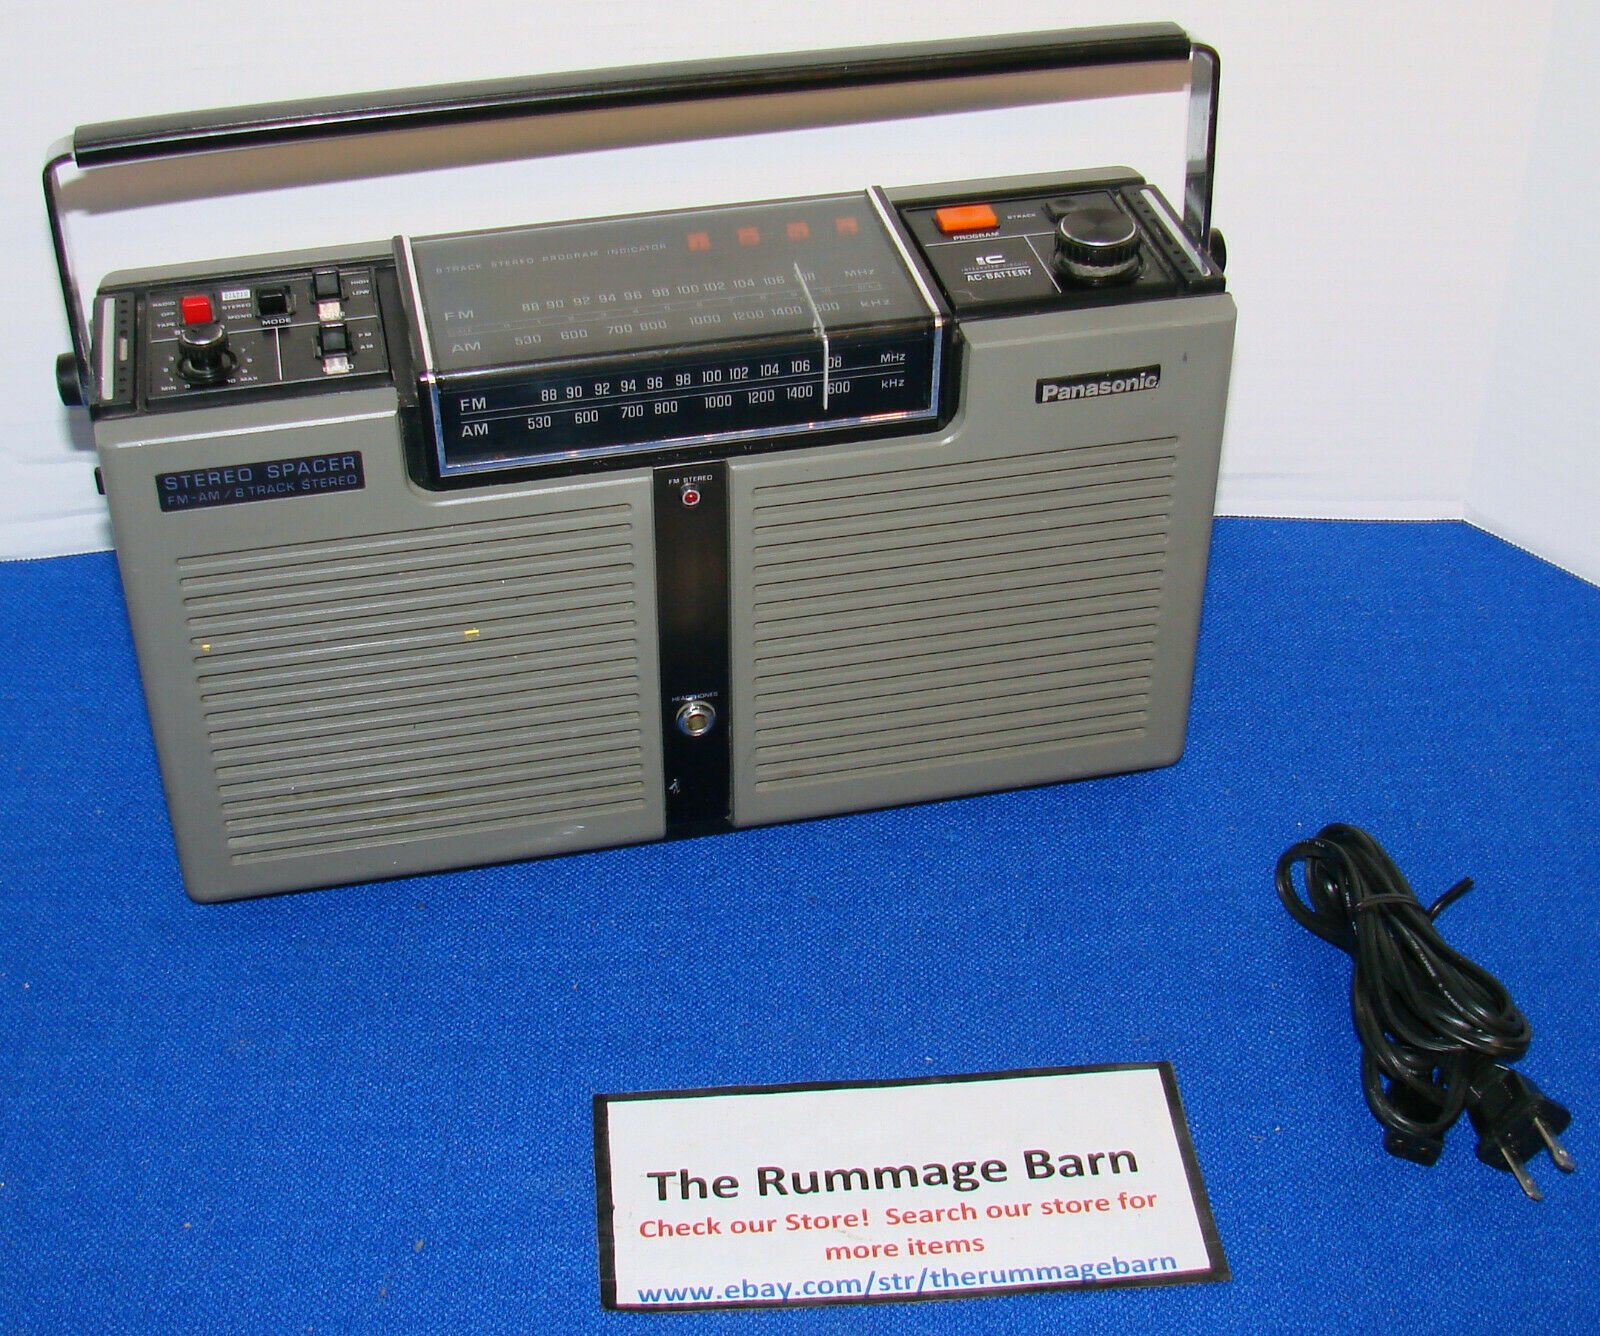 8 TRACK STEREO PROGRAM INDICATOR
8TRACK
PROGRAM
IC
INTEGRATED CIRCUIT
AC-BATTERY
RADIO
OFF
TAPE
STEREO
MONO
MODE
HIGH
LOW
TONE
FM
AM
BAND
MIN 0 10 MAX
FM 88 90 92 94 96 98 100 102 104 106 108 MHz
AM 530 600 700 800 1000 1200 1400 1600 kHz
FM 88 90 92 94 96 98 100 102 104 106 108 MHz
AM 530 600 700 800 1000 1200 1400 1600 kHz
Panasonic
STEREO SPACER
FM-AM / 8 TRACK STEREO
FM STEREO
HEADPHONES
The Rummage Barn
Check our Store! Search our store for
more items
www.ebay.com/str/therummagebarn